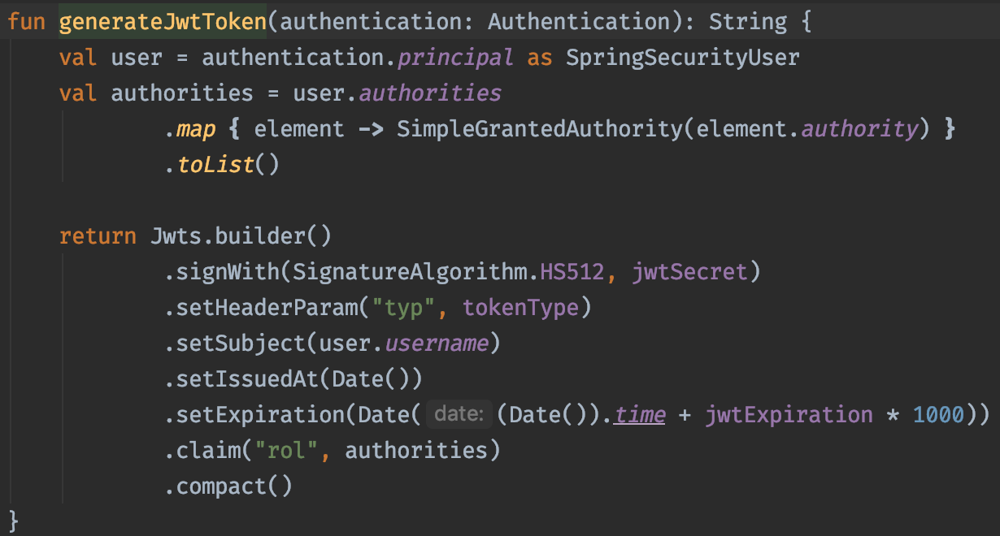 fun generateJwtToken(authentication: Authentication): String {
    val user = authentication.principal as SpringSecurityUser
    val authorities = user.authorities
            .map { element -> SimpleGrantedAuthority(element.authority) }
            .toList()

    return Jwts.builder()
            .signWith(SignatureAlgorithm.HS512, jwtSecret)
            .setHeaderParam("typ", tokenType)
            .setSubject(user.username)
            .setIssuedAt(Date())
            .setExpiration(Date( date: (Date()).time + jwtExpiration * 1000))
            .claim("rol", authorities)
            .compact()
}